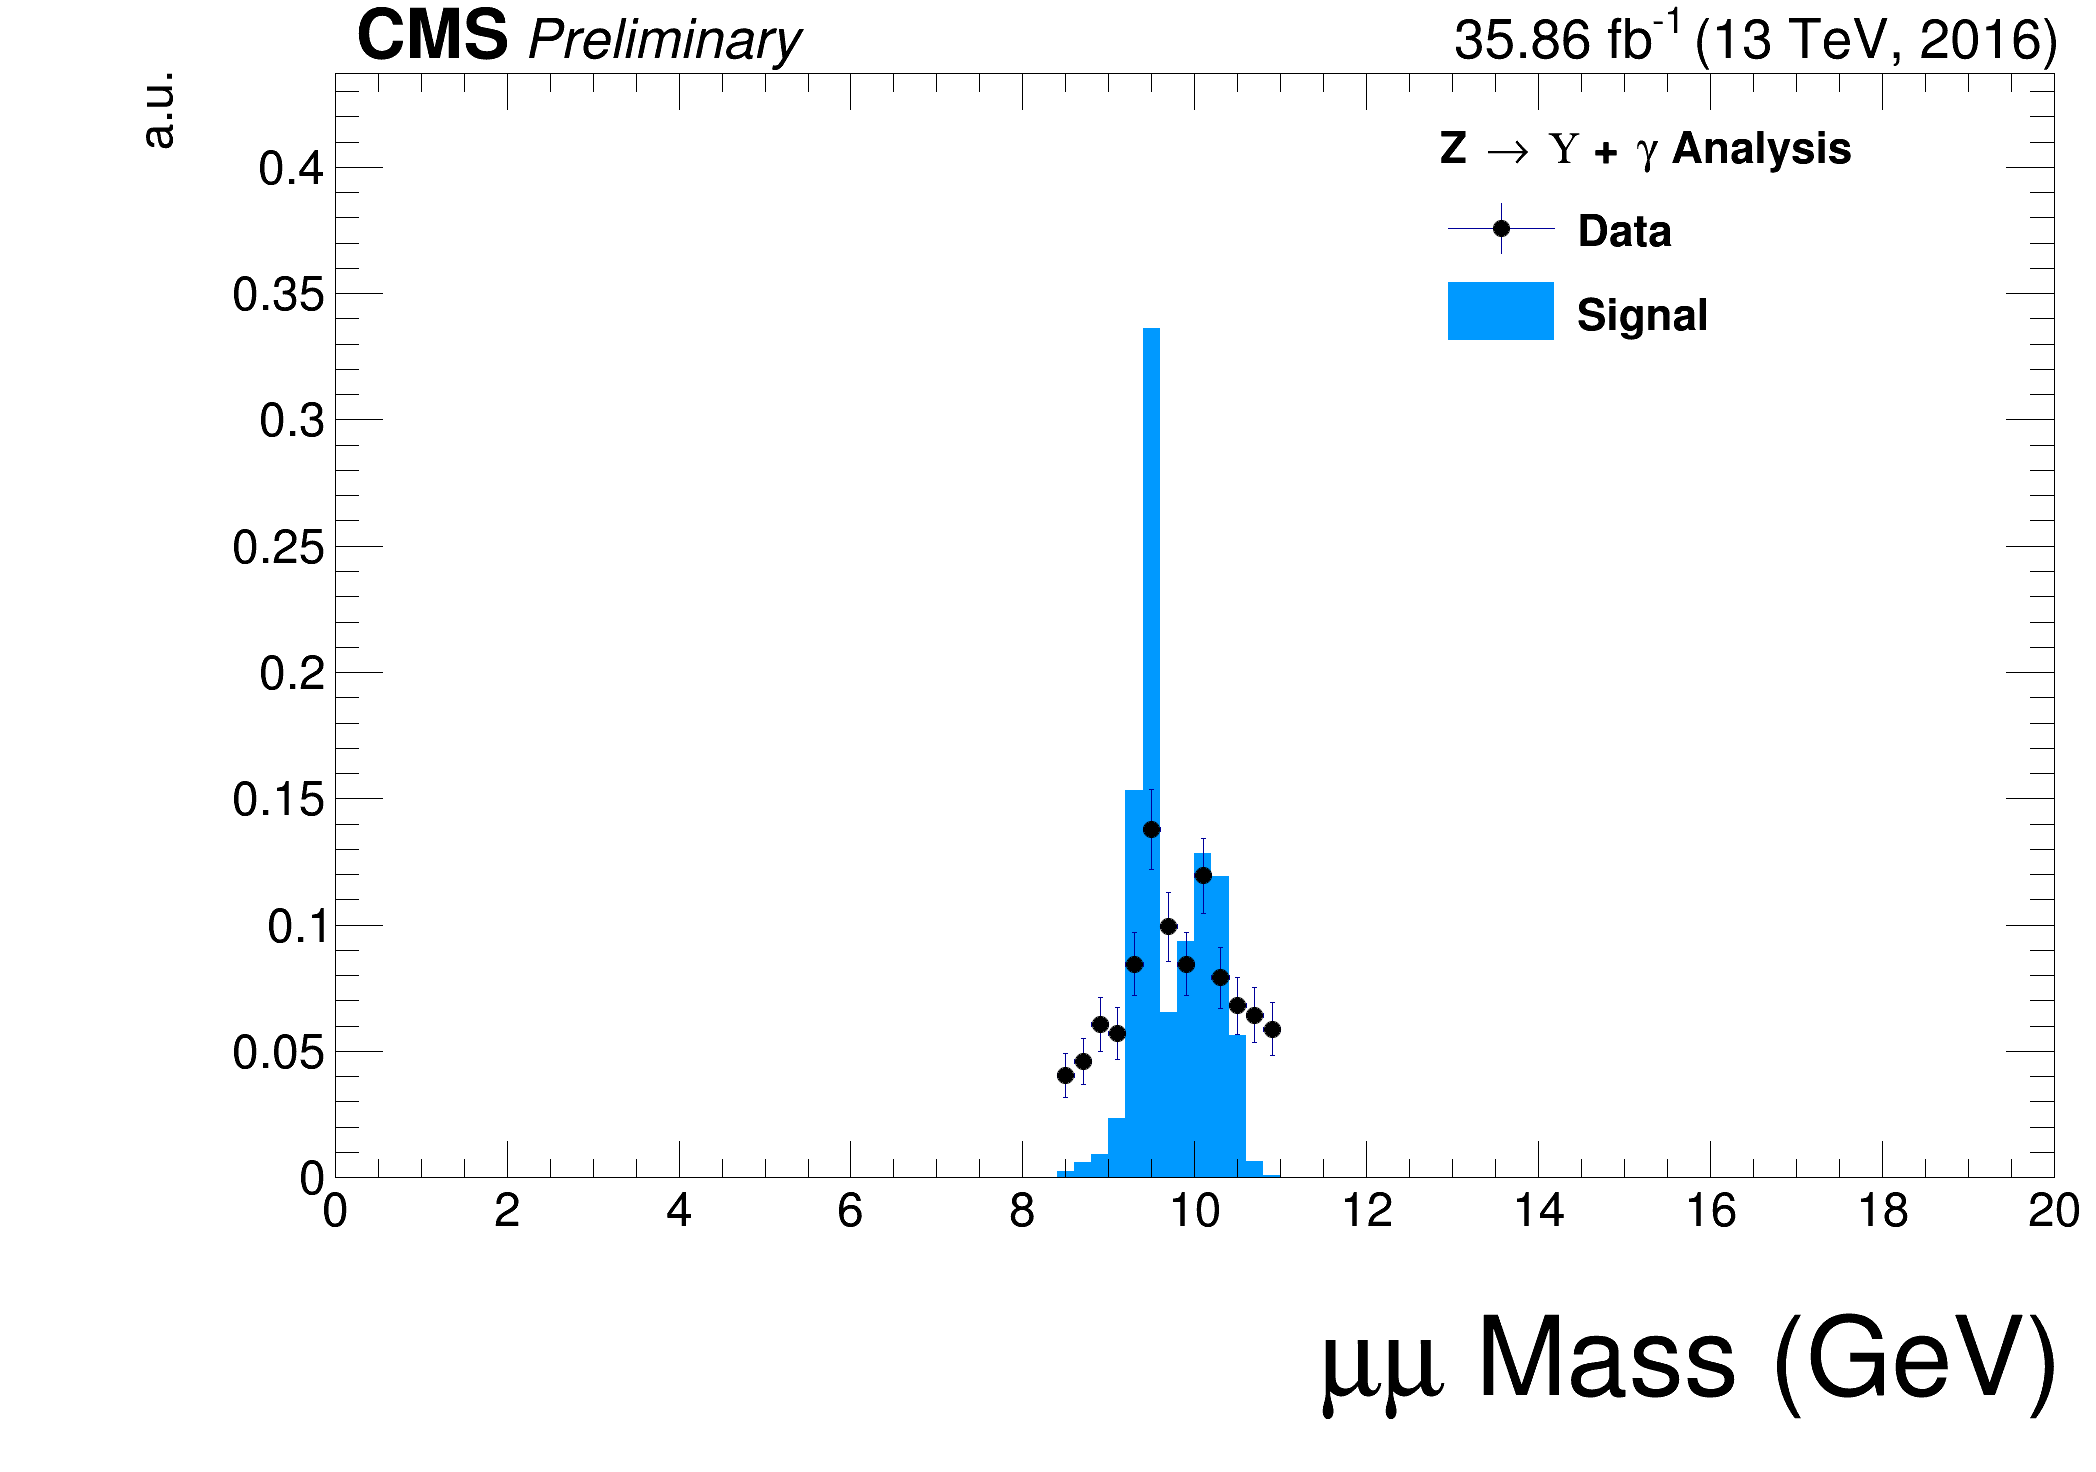 CMS Preliminary 35.86 fb⁻¹ (13 TeV, 2016)
a.u.
Z → Υ + γ Analysis
Data
Signal
0.4
0.35
0.3
0.25
0.2
0.15
0.1
0.05
0
0 2 4 6 8 10 12 14 16 18 20
μμ Mass (GeV)